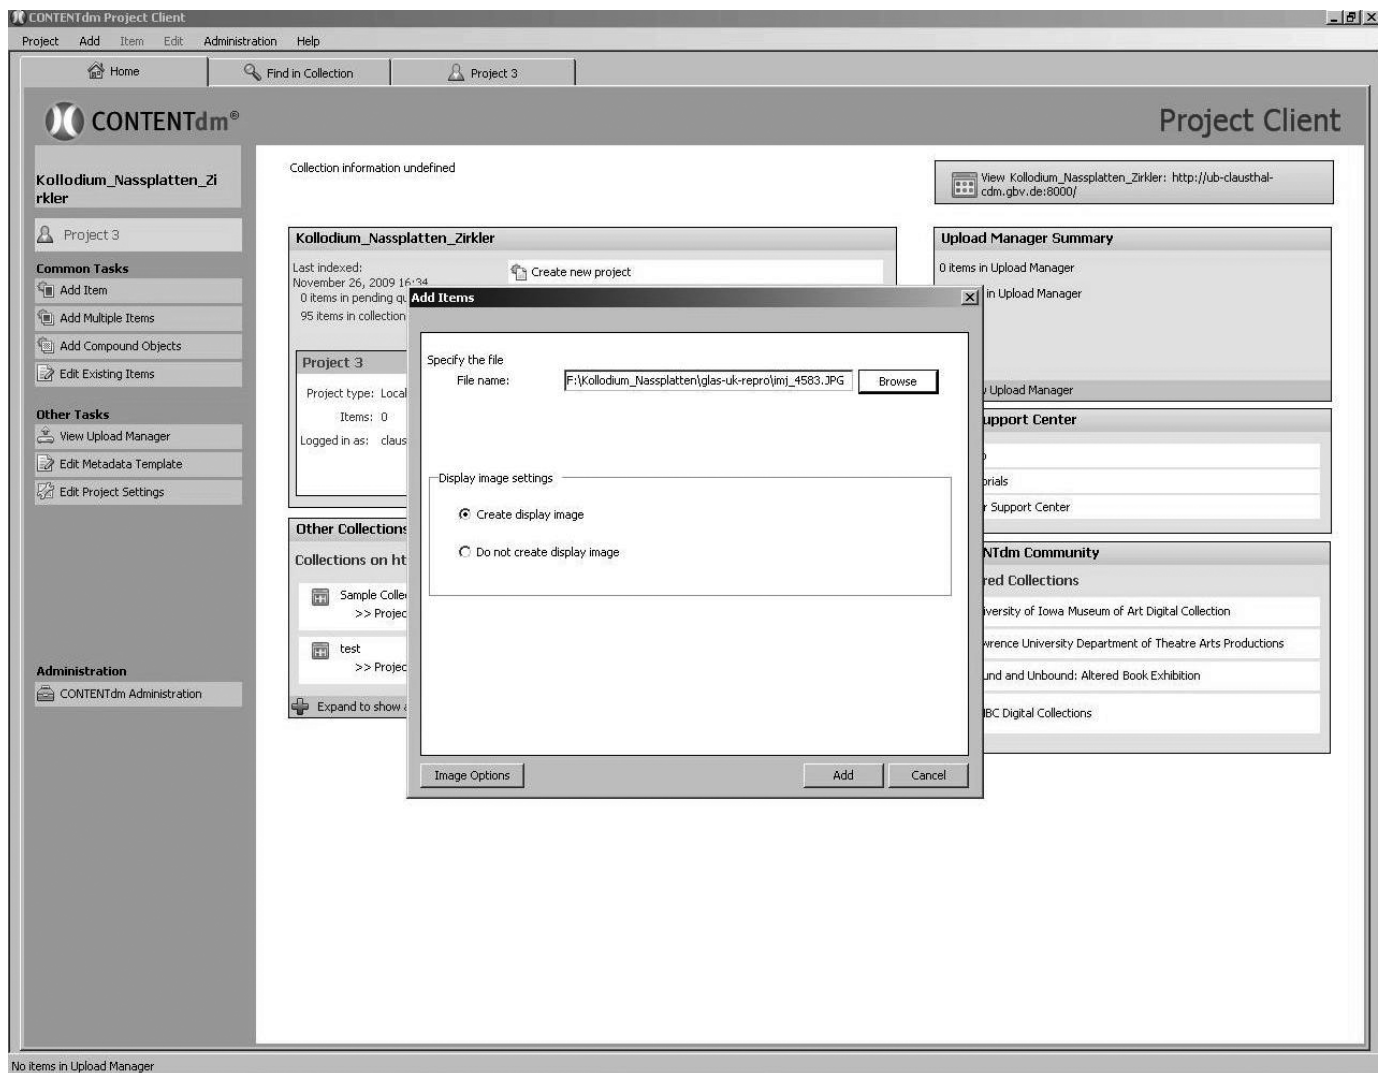 CONTENTdm Project Client
Project Add Item Edit Administration Help
Home
Find in Collection
Project 3
CONTENTdm®
Project Client
Kollodium_Nassplatten_Zi
rkler
Project 3
Common Tasks
Add Item
Add Multiple Items
Add Compound Objects
Edit Existing Items
Other Tasks
View Upload Manager
Edit Metadata Template
Edit Project Settings
Administration
CONTENTdm Administration
Collection information undefined
View Kollodium_Nassplatten_Zirkler: http://ub-clausthal-
cdm.gbv.de:8000/
Kollodium_Nassplatten_Zirkler
Last indexed:
November 26, 2009 16:34
0 items in pending qu
95 items in collection
Create new project
Project 3
Project type: Local
Items: 0
Logged in as: claus
Other Collections
Collections on ht
Sample Colle
>> Projec
test
>> Projec
Expand to show a
Add Items
Specify the file
File name:
F:\Kollodium_Nassplatten\glas-uk-repro\imj_4583.JPG
Browse
Display image settings
Create display image
Do not create display image
Image Options
Add
Cancel
Upload Manager Summary
0 items in Upload Manager
in Upload Manager
Upload Manager
upport Center
orials
r Support Center
NTdm Community
red Collections
iversity of Iowa Museum of Art Digital Collection
wrence University Department of Theatre Arts Productions
und and Unbound: Altered Book Exhibition
BC Digital Collections
No items in Upload Manager